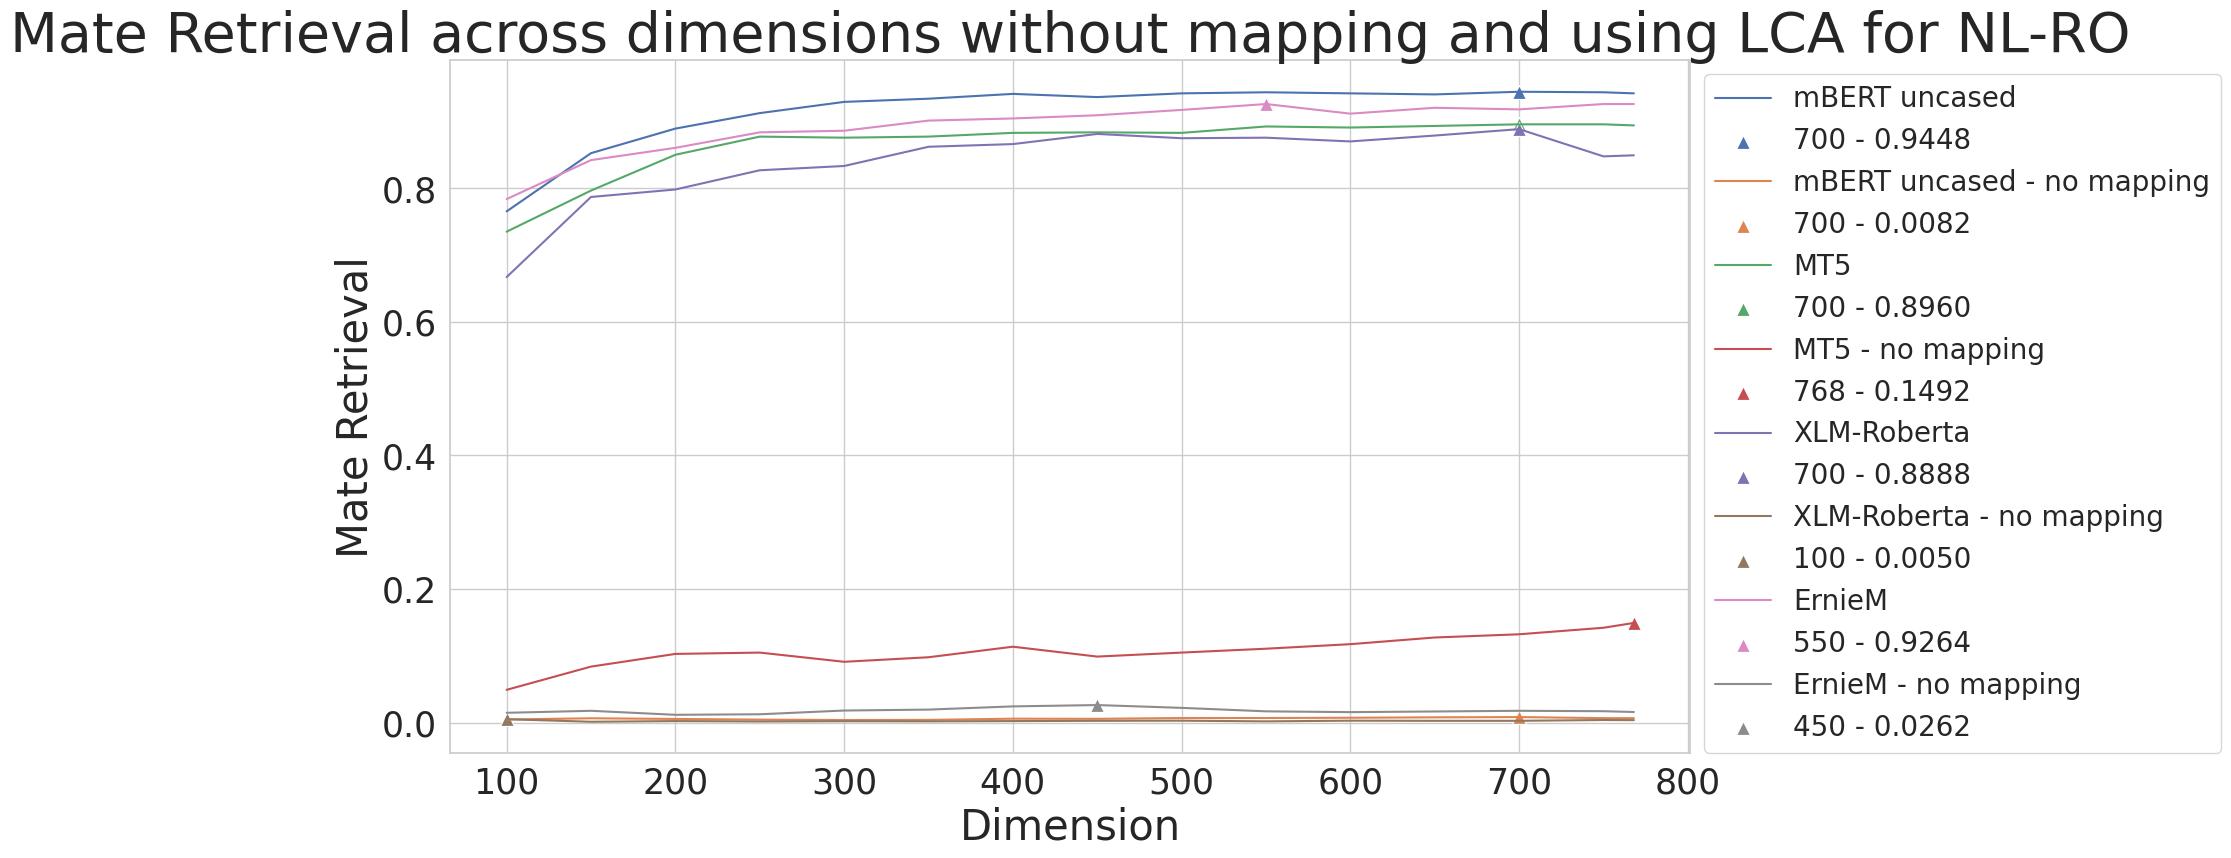 Mate Retrieval across dimensions without mapping and using LCA for NL-RO
Mate Retrieval
0.8
0.6
0.4
0.2
0.0
100 200 300 400 500 600 700 800
Dimension
mBERT uncased
700 - 0.9448
mBERT uncased - no mapping
700 - 0.0082
MT5
700 - 0.8960
MT5 - no mapping
768 - 0.1492
XLM-Roberta
700 - 0.8888
XLM-Roberta - no mapping
100 - 0.0050
ErnieM
550 - 0.9264
ErnieM - no mapping
450 - 0.0262